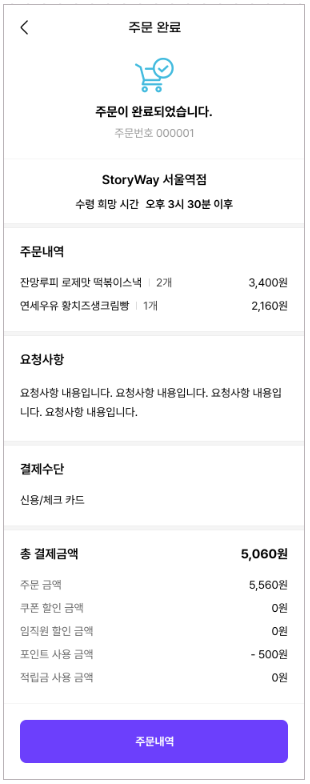 주문 완료
주문이 완료되었습니다.
주문번호 000001
StoryWay 서울역점
수령 희망 시간 오후 3시 30분 이후
주문내역
잔망루피 로제맛 떡볶이스낵 | 2개 3,400원
연세우유 황치즈생크림빵 | 1개 2,160원
요청사항
요청사항 내용입니다. 요청사항 내용입니다. 요청사항 내용입
니다. 요청사항 내용입니다.
결제수단
신용/체크 카드
총 결제금액 5,060원
주문 금액 5,560원
쿠폰 할인 금액 0원
임직원 할인 금액 0원
포인트 사용 금액 - 500원
적립금 사용 금액 0원
주문내역